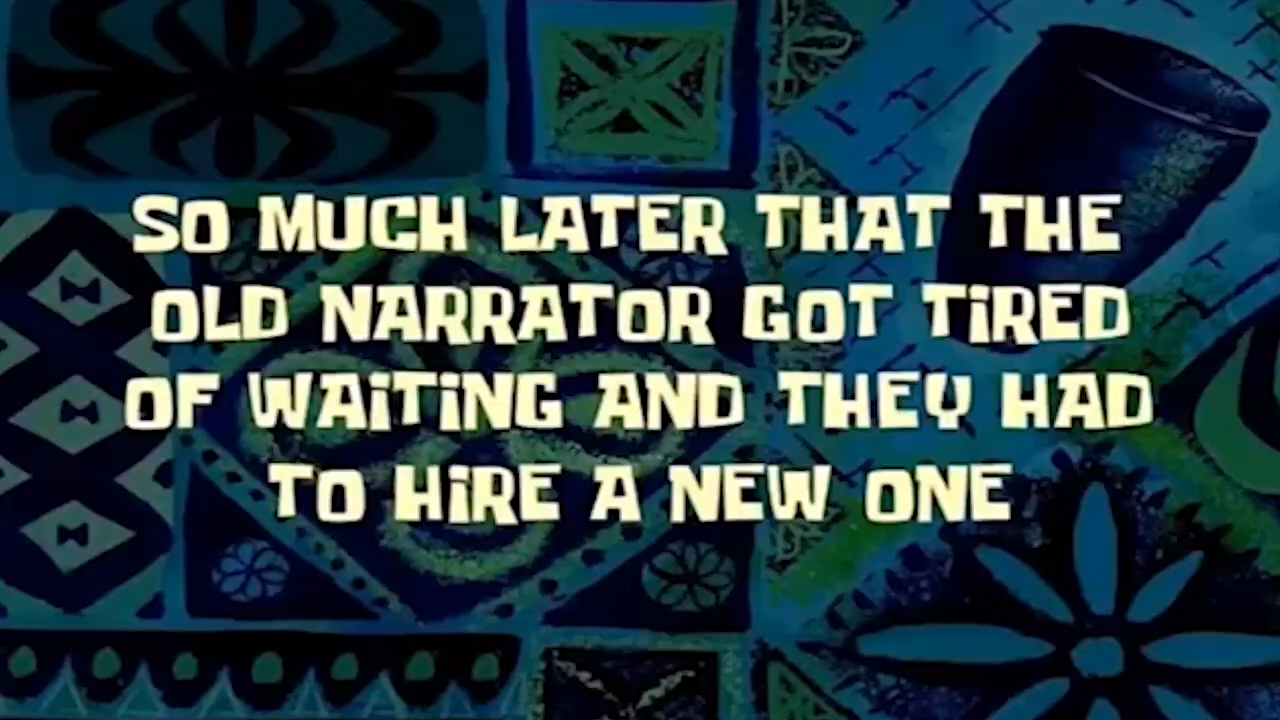 SO MUCH LATER THAT THE
OLD NARRATOR GOT TiRED
OF WAiTiNG AND THEY HAD
TO HiRE A NEW ONE